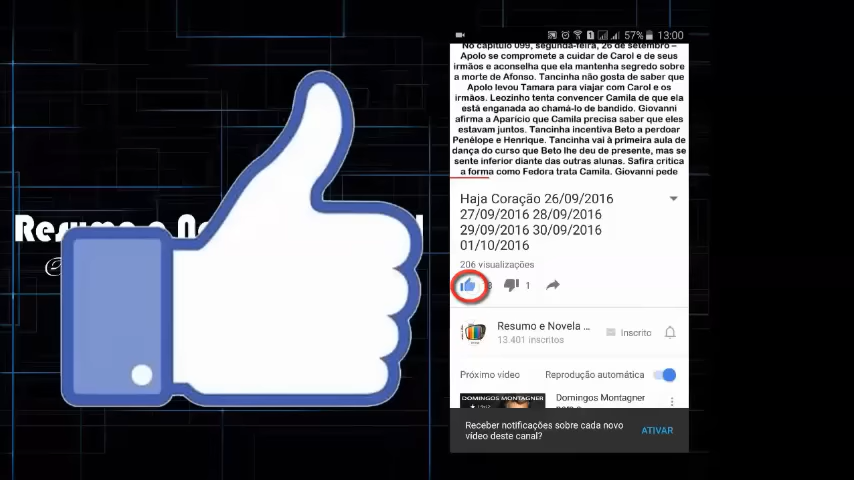 57% 13:00
No capítulo 099, segunda-feira, 26 de setembro –
Apolo se compromete a cuidar de Carol e de seus
irmãos e aconselha que ela mantenha segredo sobre
a morte de Afonso. Tancinha não gosta de saber que
Apolo levou Tamara para viajar com Carol e os
irmãos. Leozinho tenta convencer Camila de que ela
está enganada ao chamá-lo de bandido. Giovanni
afirma a Aparício que Camila precisa saber que eles
estavam juntos. Tancinha incentiva Beto a perdoar
Penélope e Henrique. Tancinha vai à primeira aula de
dança do curso que Beto lhe deu de presente, mas se
sente inferior diante das outras alunas. Safira critica
a forma como Fedora trata Camila. Giovanni pede
Resumo e No
Haja Coração 26/09/2016
27/09/2016 28/09/2016
29/09/2016 30/09/2016
01/10/2016
206 visualizações
1
Resumo e Novela ...
Inscrito
13.401 inscritos
Próximo vídeo
Reprodução automática
DOMINGOS MONTAGNER
Domingos Montagner
Receber notificações sobre cada novo
vídeo deste canal?
ATIVAR